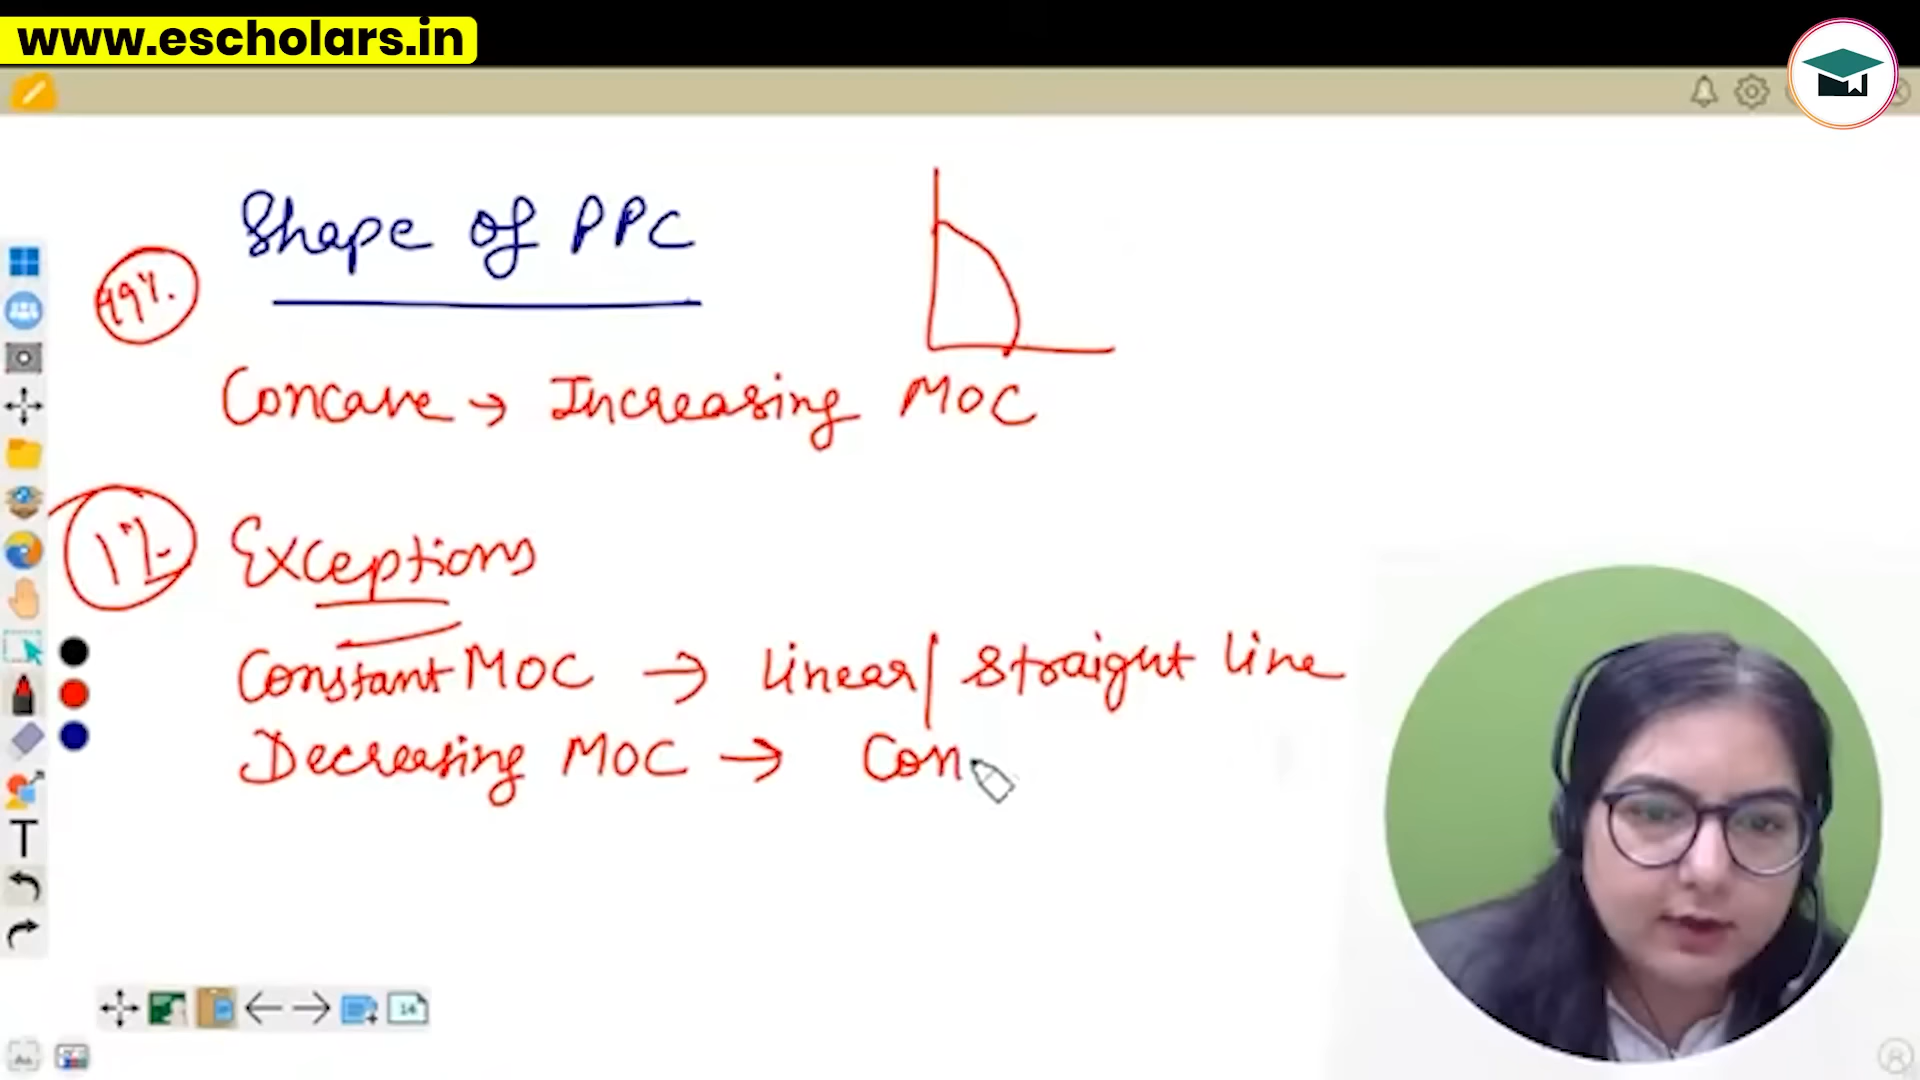 www.escholars.in
Shape of PPC
99%.
Concave → Increasing MOC
1%
Exceptions
Constant MOC → linear/straight line
Decreasing MOC → Con
T
14